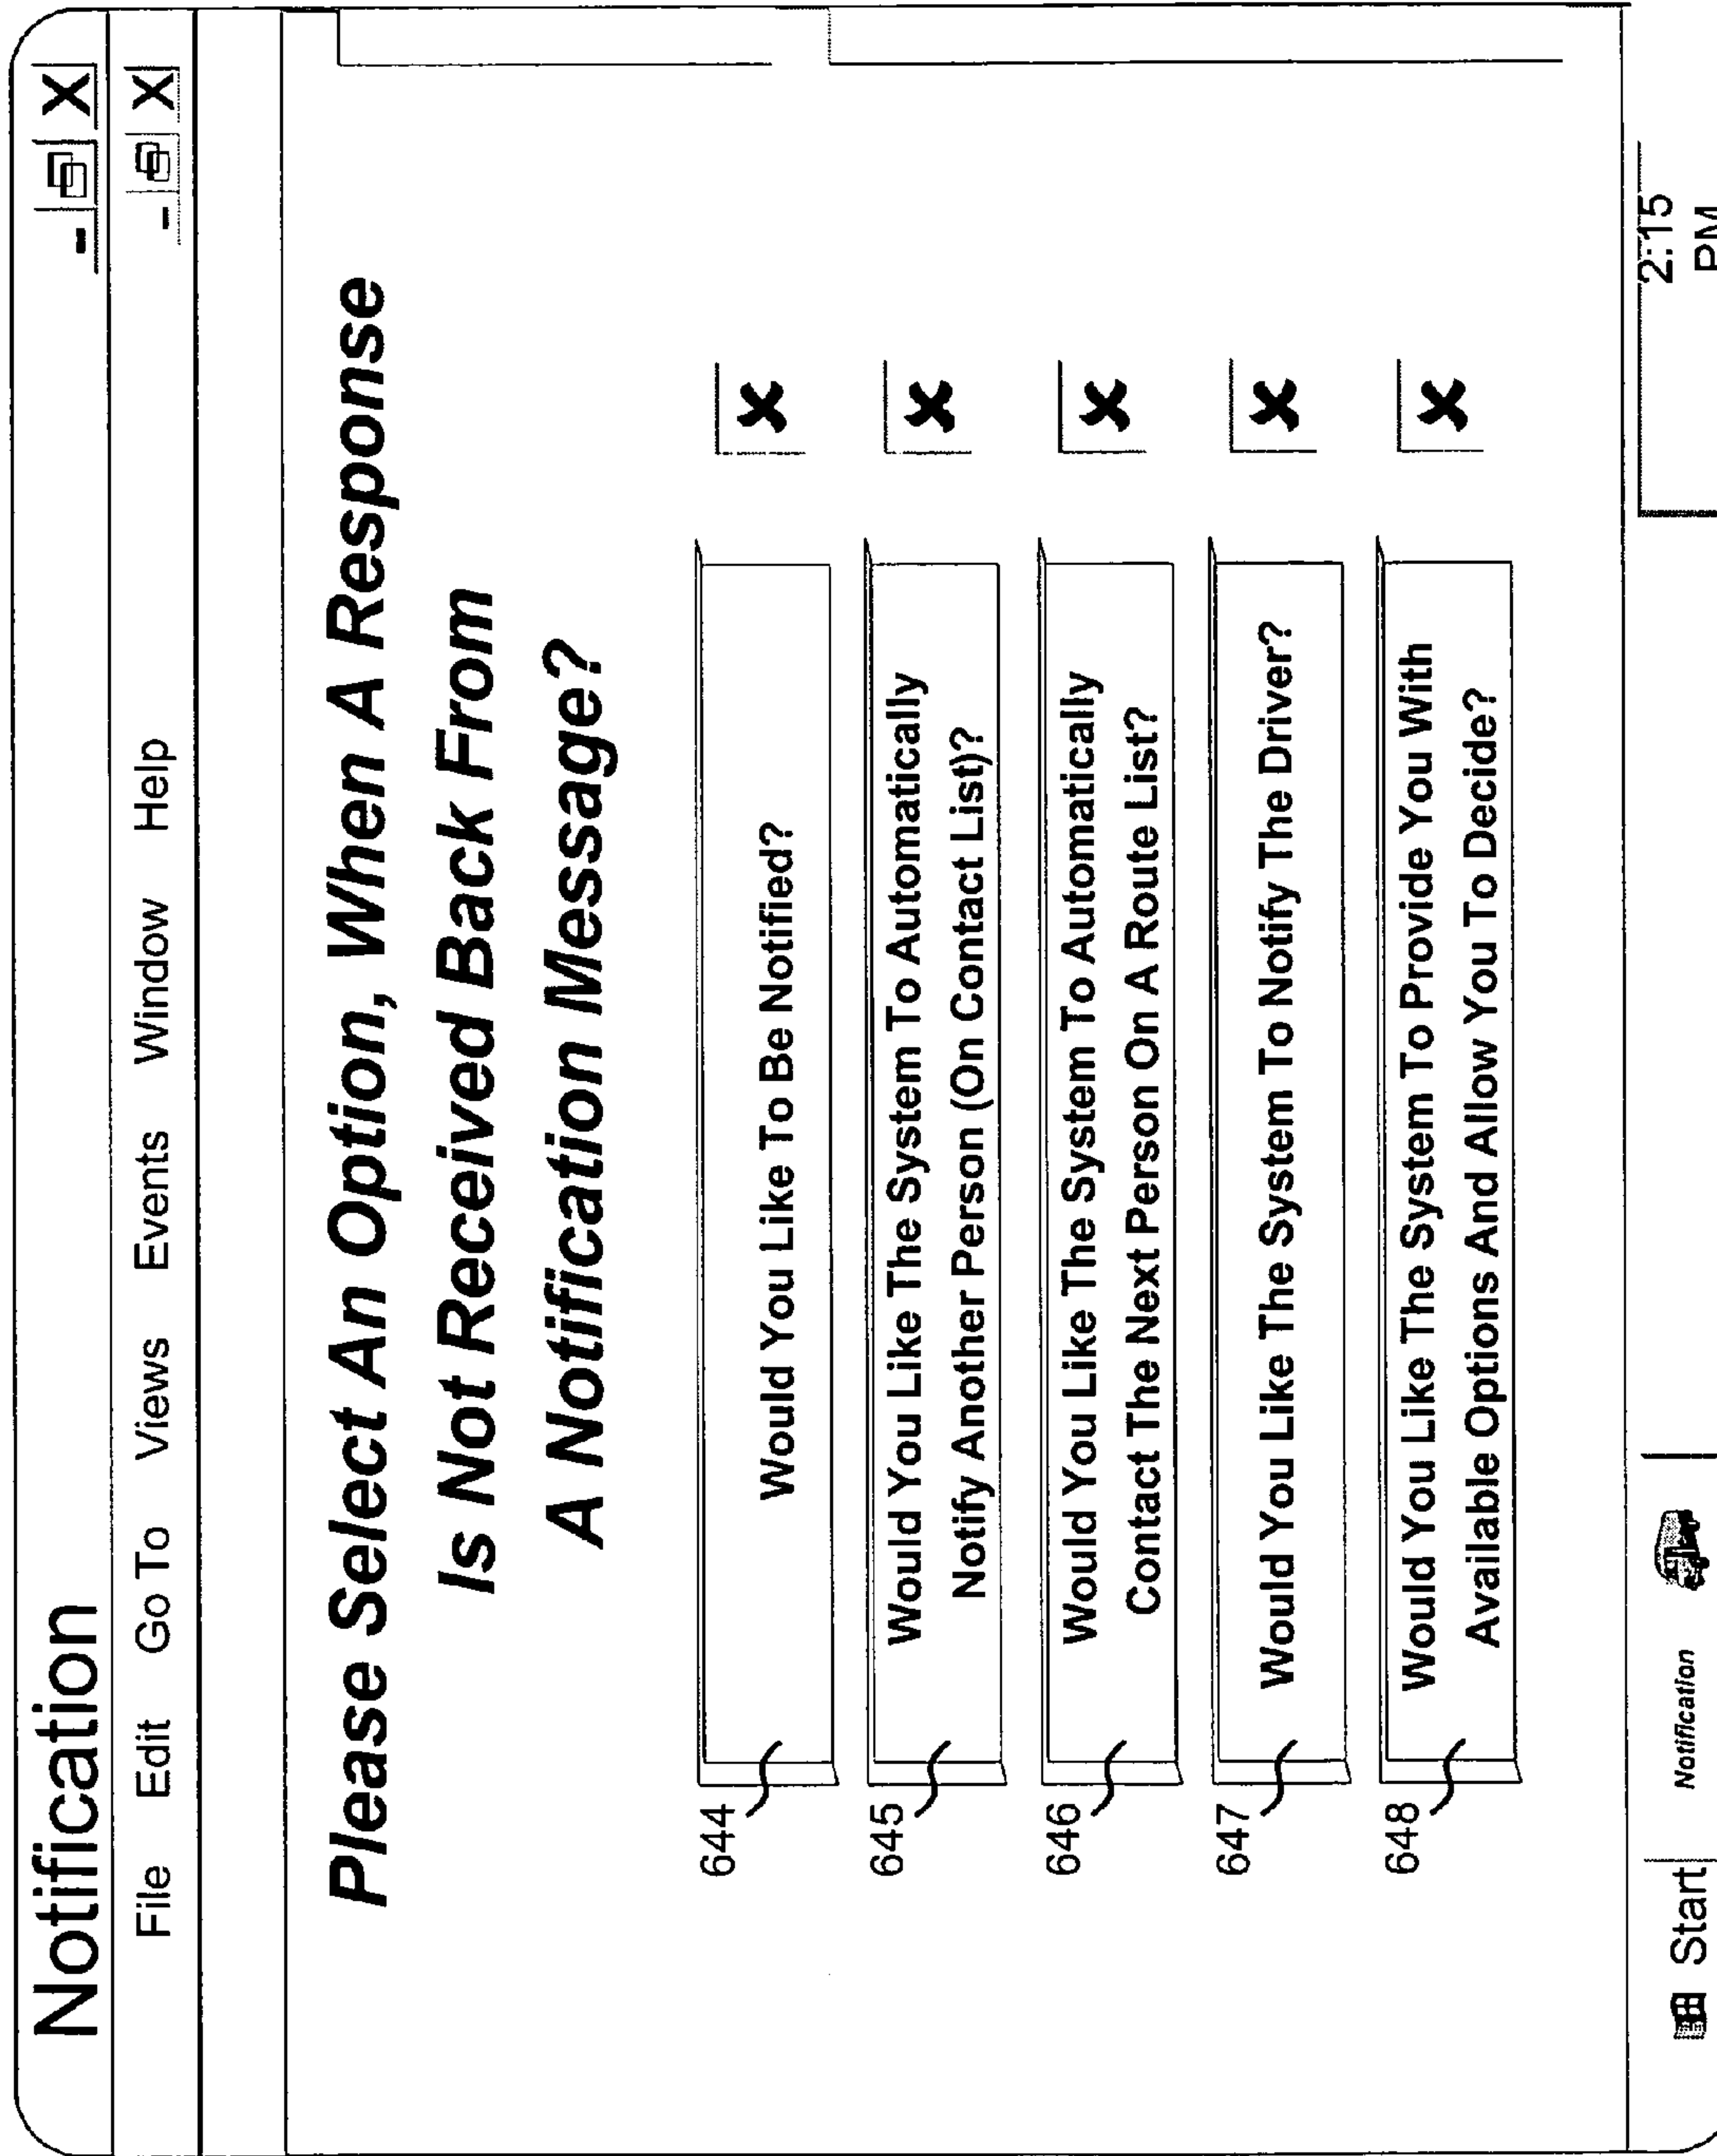 Notification
File Edit Go To Views Events Window Help
Please Select An Option, When A Response
Is Not Received Back From
A Notification Message?
644
Would You Like To Be Notified?
645
Would You Like The System To Automatically
Notify Another Person (On Contact List)?
646
Would You Like The System To Automatically
Contact The Next Person On A Route List?
647
Would You Like The System To Notify The Driver?
648
Would You Like The System To Provide You With
Available Options And Allow You To Decide?
Start Notification 2:15
PM